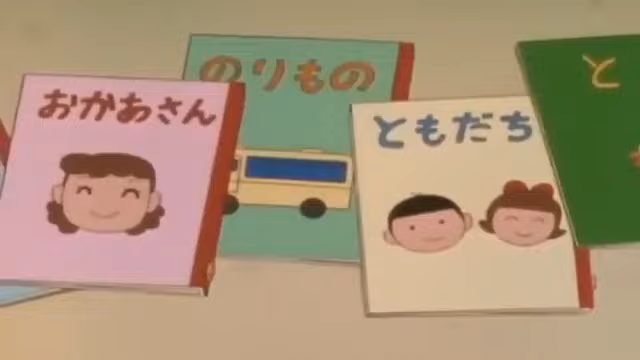 おかあさん
のりもの
ともだち
と